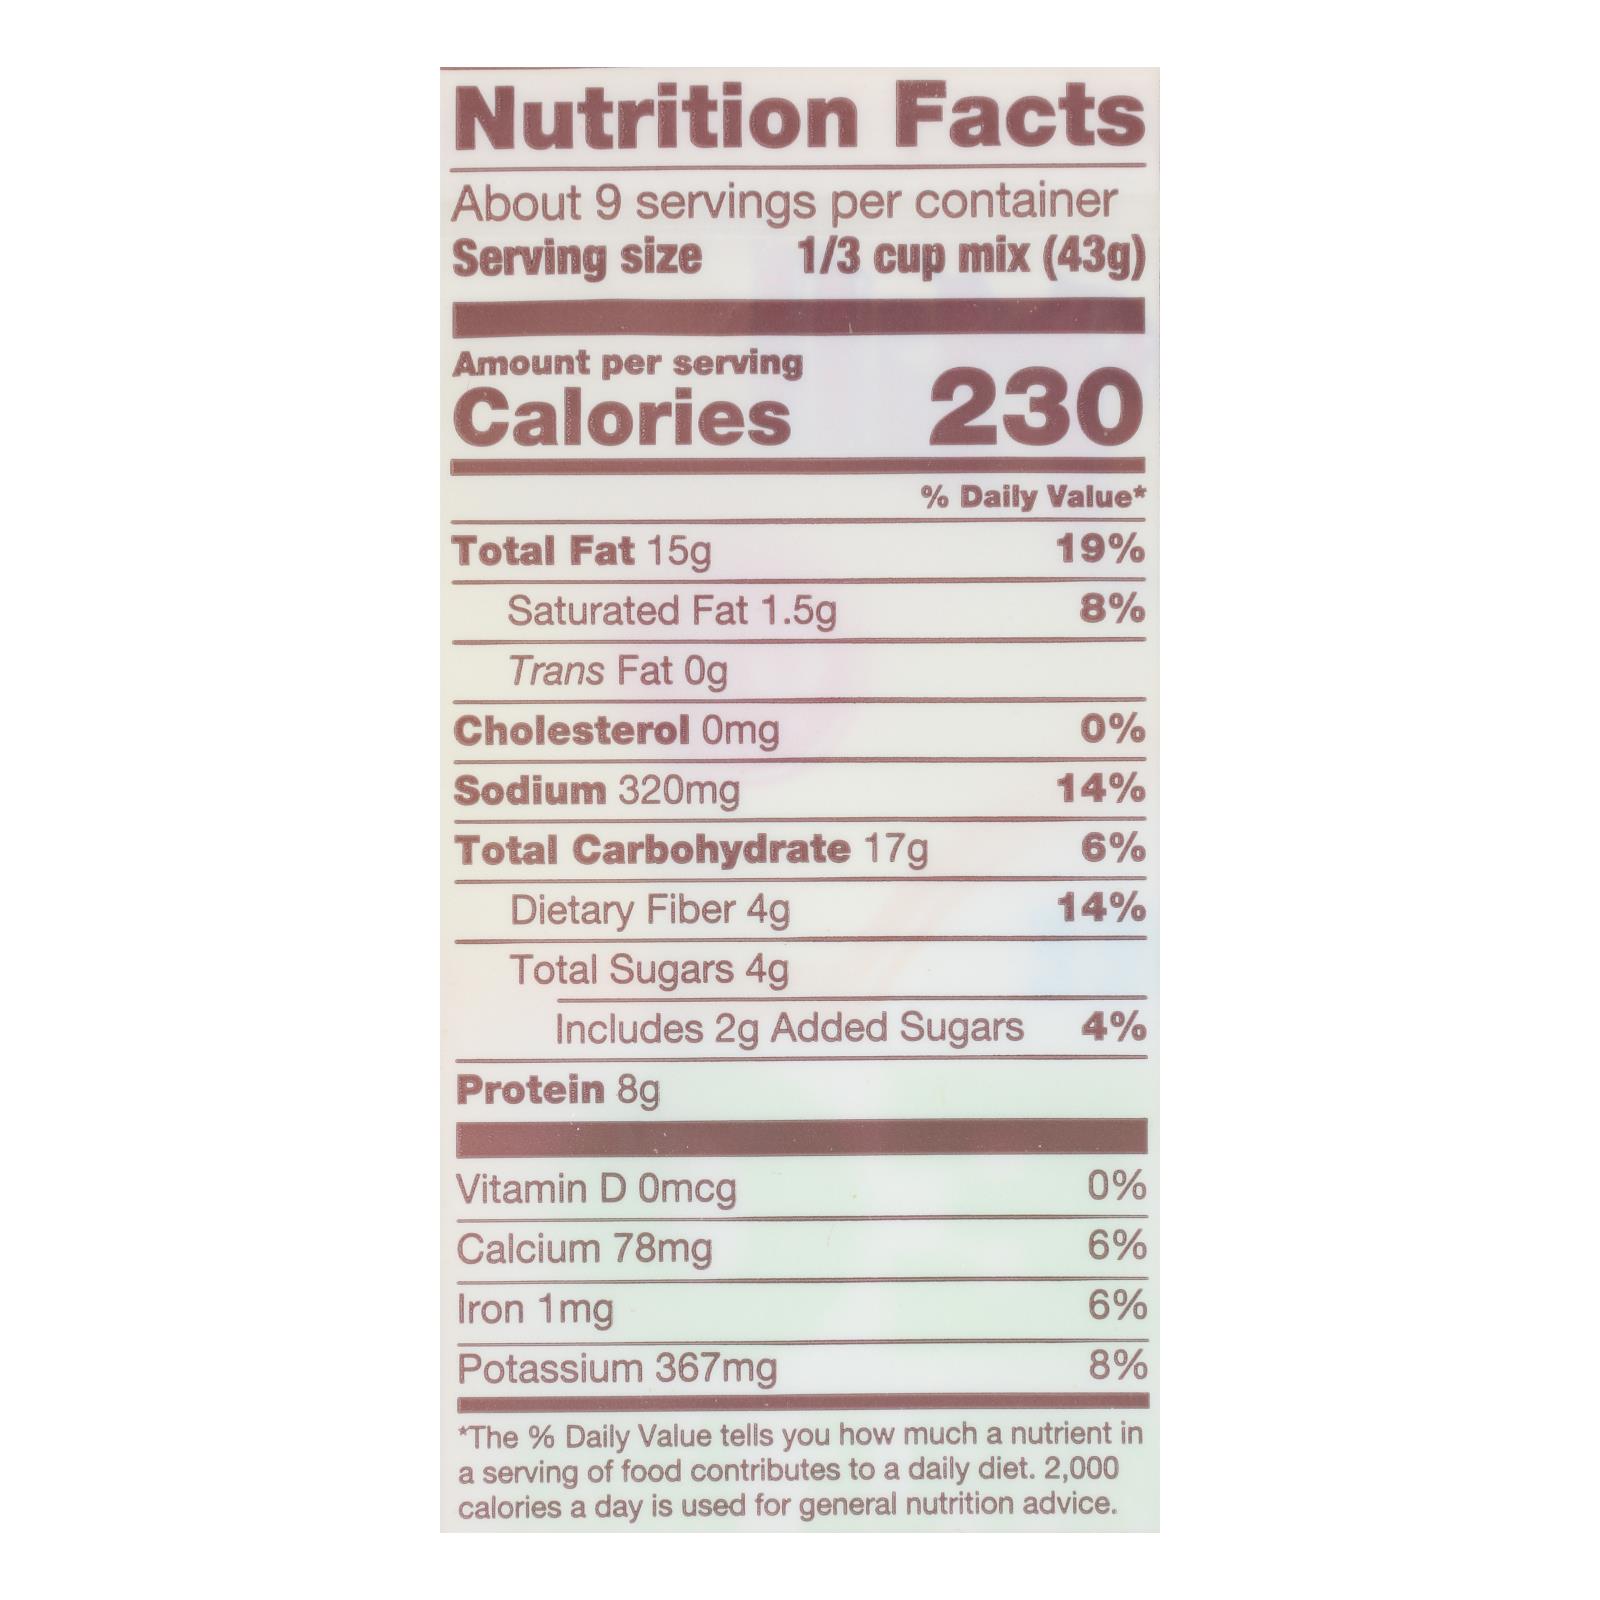 Nutrition Facts
About 9 servings per container
Serving size 1/3 cup mix (43g)
Amount per serving
Calories 230
% Daily Value*
Total Fat 15g 19%
Saturated Fat 1.5g 8%
Trans Fat 0g
Cholesterol 0mg 0%
Sodium 320mg 14%
Total Carbohydrate 17g 6%
Dietary Fiber 4g 14%
Total Sugars 4g
Includes 2g Added Sugars 4%
Protein 8g
Vitamin D 0mcg 0%
Calcium 78mg 6%
Iron 1mg 6%
Potassium 367mg 8%
*The % Daily Value tells you how much a nutrient in
a serving of food contributes to a daily diet. 2,000
calories a day is used for general nutrition advice.